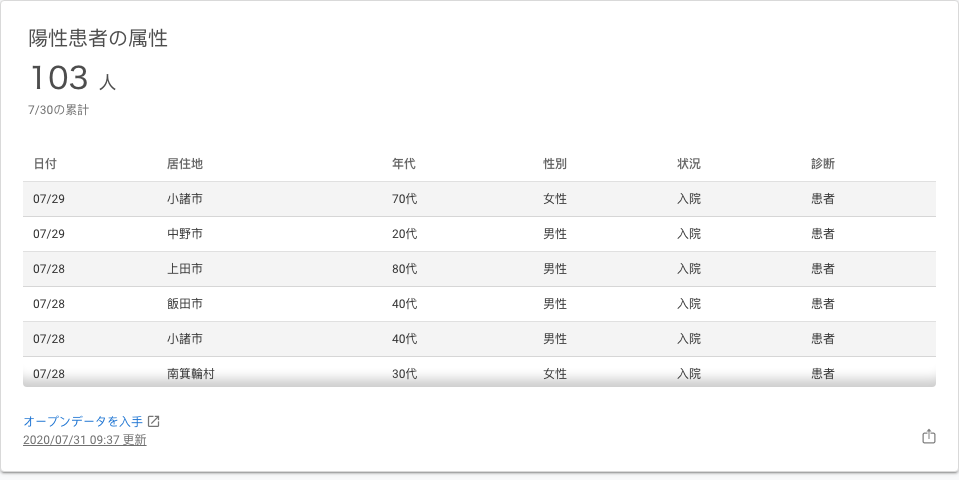 陽性患者の属性
103 人
7/30の累計
日付 居住地 年代 性別 状況 診断
07/29 小諸市 70代 女性 入院 患者
07/29 中野市 20代 男性 入院 患者
07/28 上田市 80代 男性 入院 患者
07/28 飯田市 40代 男性 入院 患者
07/28 小諸市 40代 男性 入院 患者
07/28 南箕輪村 30代 女性 入院 患者
オープンデータを入手
2020/07/31 09:37 更新